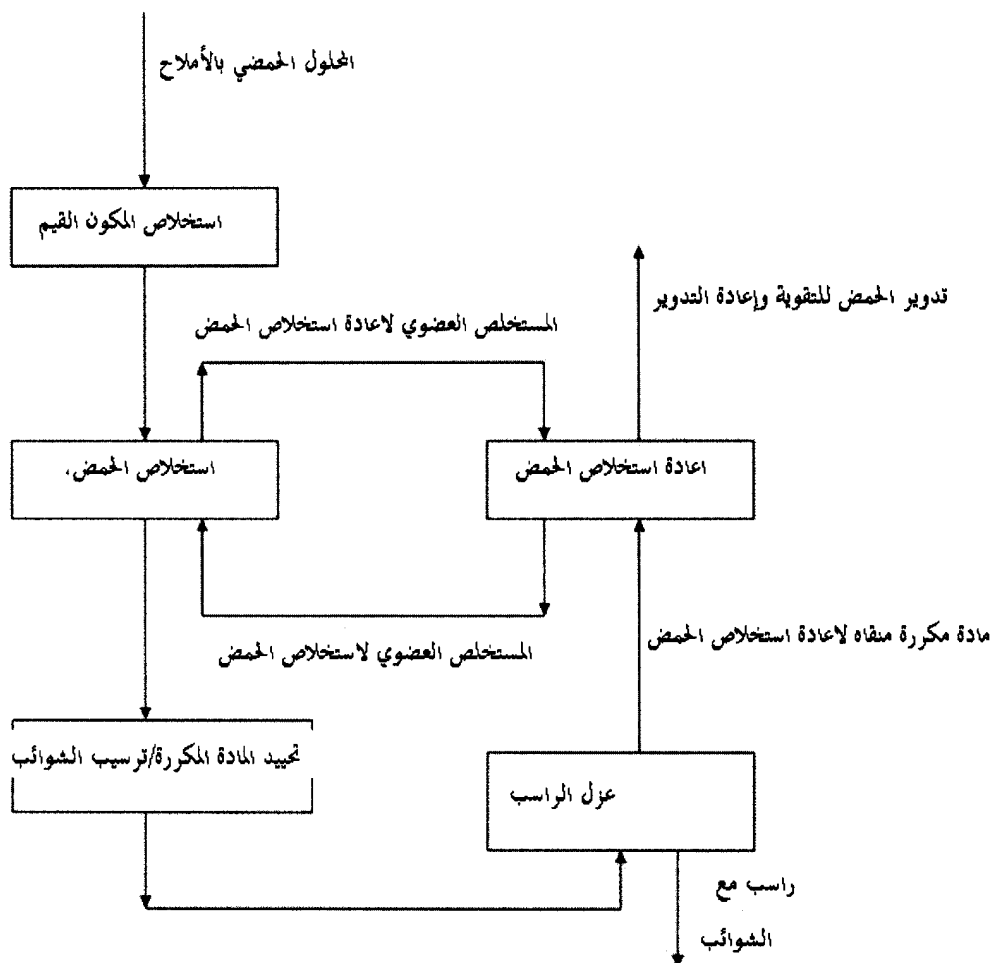 المحلول الحمضي بالأملاح
استخلاص المكون القيم
تدوير الحمض للتقوية وإعادة التدوير
المستخلص العضوي لاعادة استخلاص الحمض
استخلاص الحمض.
اعادة استخلاص الحمض
مادة مكررة منقاه لاعادة استخلاص الحمض
المستخلص العضوي لاستخلاص الحمض
تحييد المادة المكررة/ترسيب الشوائب
عزل الراسب
راسب مع
الشوائب